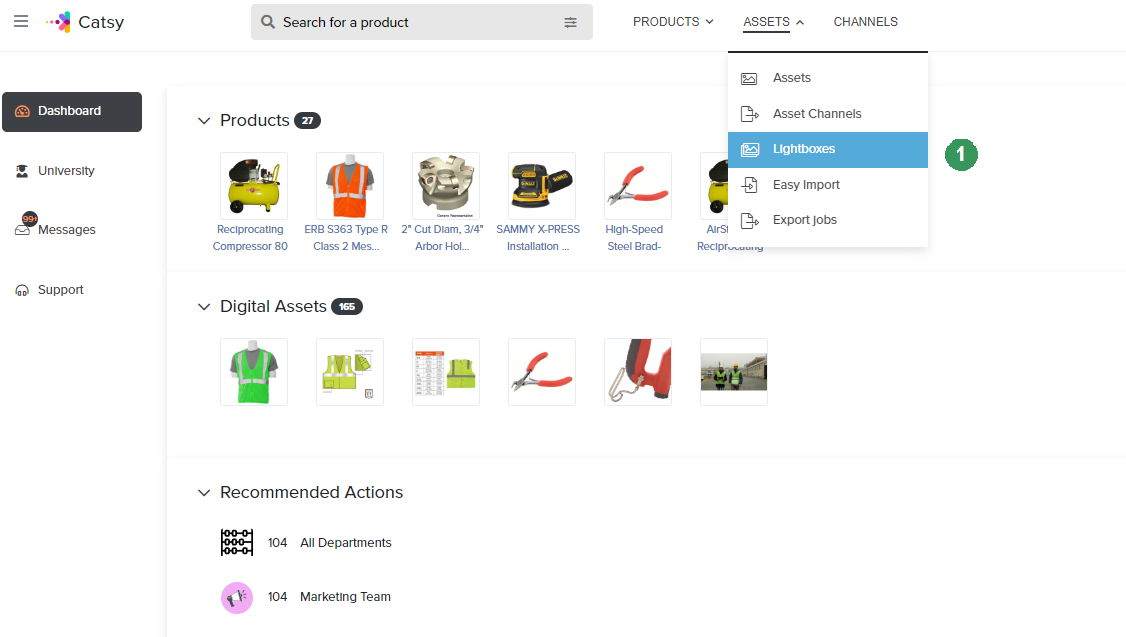 Catsy
Search for a product
PRODUCTS
ASSETS
CHANNELS
Assets
Asset Channels
Lightboxes
Easy Import
Export Jobs
1
Dashboard
University
99+
Messages
Support
Products 27
Reciprocating
Compressor 80
ERB S363 Type R
Class 2 Mes...
2" Cut Diam, 3/4"
Arbor Hol...
SAMMY X-PRESS
Installation ...
High-Speed
Steel Brad-
Reciprocating
Digital Assets 165
Recommended Actions
104 All Departments
104 Marketing Team